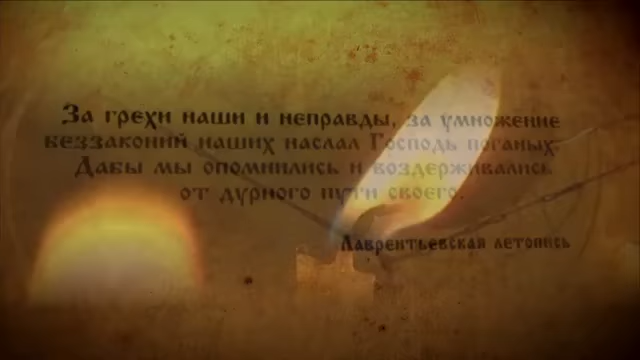 За грехи наши и неправды, за умножение
беззаконий наших наслал Господь поганых.
Дабы мы опомнились и воздерживались
от дурного пути своего.
Лаврентьевская летопись